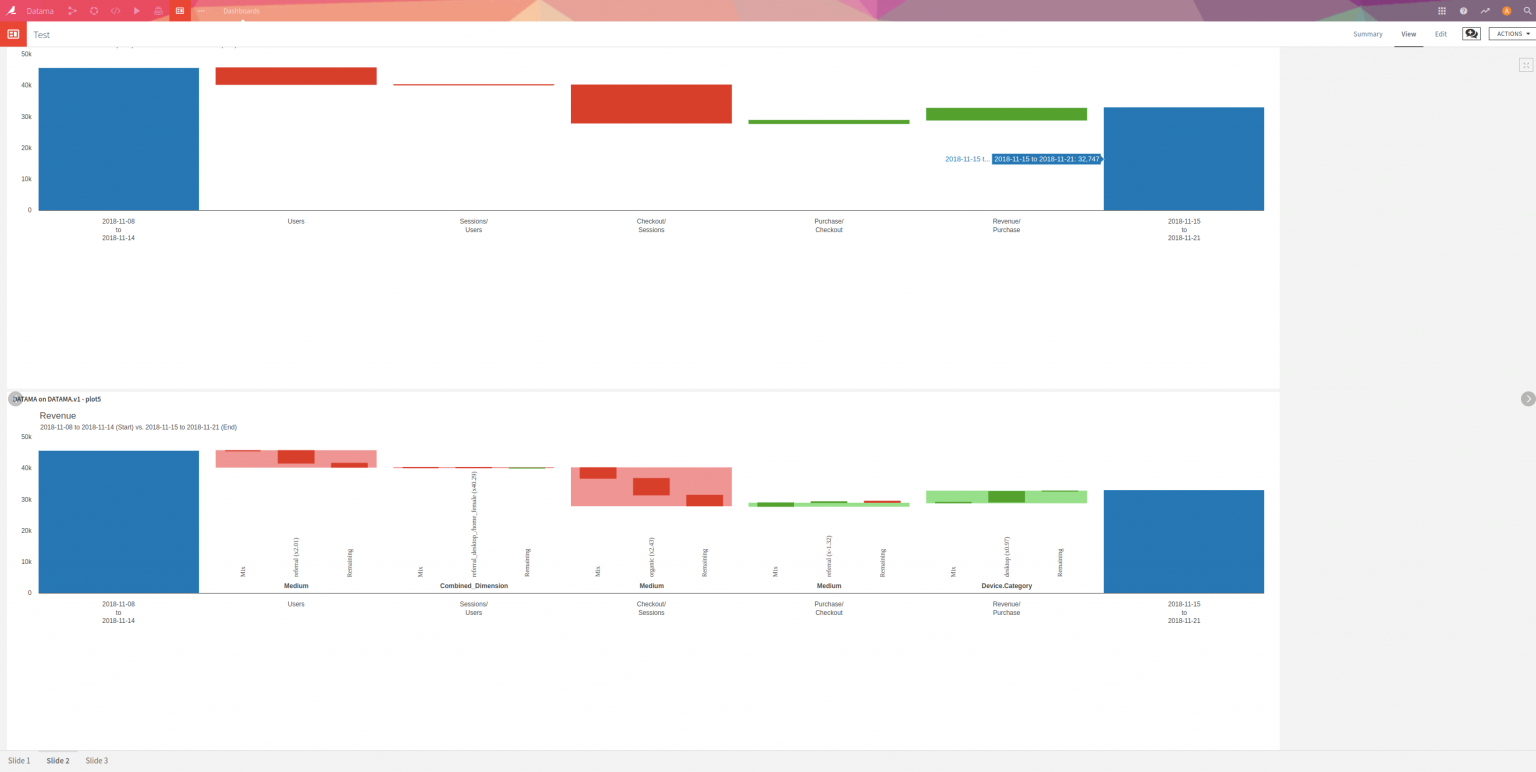 Datama
Dashboards
Test
Summary
View
Edit
ACTIONS
50k
40k
30k
20k
10k
0
2018-11-15 t...
2018-11-15 to 2018-11-21: 32,747
2018-11-08
to
2018-11-14
Users
Sessions/
Users
Checkout/
Sessions
Purchase/
Checkout
Revenue/
Purchase
2018-11-15
to
2018-11-21
DATAMA on DATAMA.v1 - plot5
Revenue
2018-11-08 to 2018-11-14 (Start) vs. 2018-11-15 to 2018-11-21 (End)
50k
40k
30k
20k
10k
0
Mix
referral (x2.01)
Remaining
Medium
Mix
referral_desktop_/home_female (x40.29)
Remaining
Combined_Dimension
Mix
organic (x2.43)
Remaining
Medium
Mix
referral (x-1.32)
Remaining
Medium
Mix
desktop (x0.97)
Remaining
Device.Category
2018-11-08
to
2018-11-14
Users
Sessions/
Users
Checkout/
Sessions
Purchase/
Checkout
Revenue/
Purchase
2018-11-15
to
2018-11-21
Slide 1
Slide 2
Slide 3